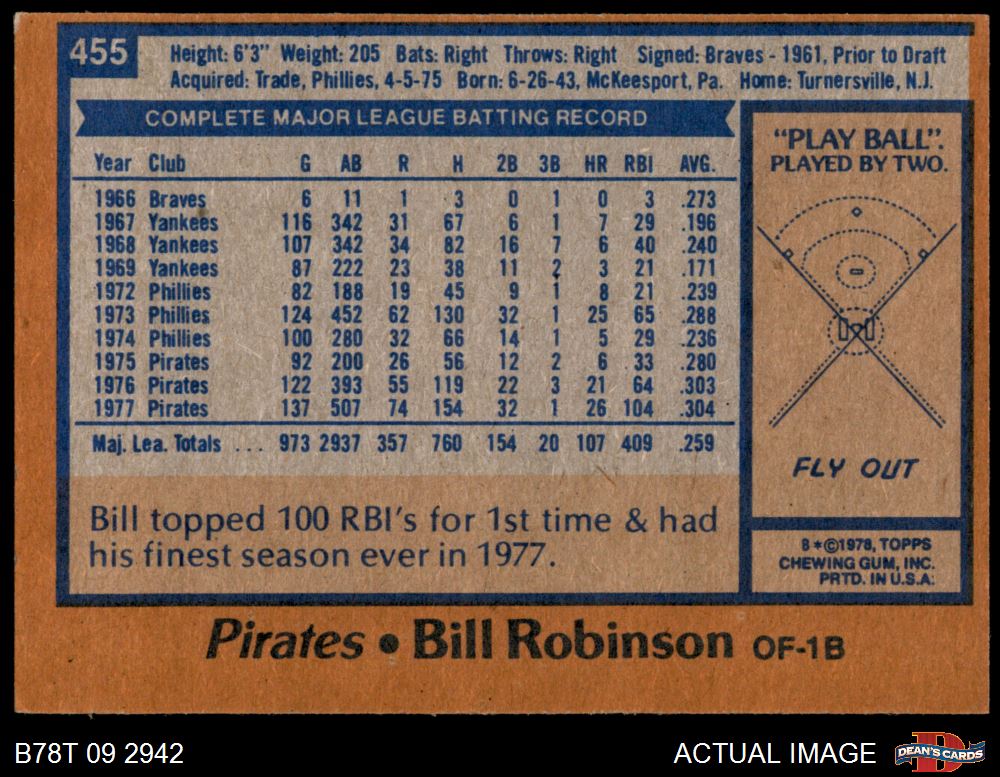 455
Height: 6'3" Weight: 205 Bats: Right Throws: Right Signed: Braves - 1961, Prior to Draft
Acquired: Trade, Phillies, 4-5-75 Born: 6-26-43, McKeesport, Pa. Home: Turnersville, N.J.
COMPLETE MAJOR LEAGUE BATTING RECORD
Year Club G AB R H 2B 3B HR RBI AVG.
1966 Braves 6 11 1 3 0 1 0 3 .273
1967 Yankees 116 342 31 67 6 1 7 29 .196
1968 Yankees 107 342 34 82 16 7 6 40 .240
1969 Yankees 87 222 23 38 11 2 3 21 .171
1972 Phillies 82 188 19 45 9 1 8 21 .239
1973 Phillies 124 452 62 130 32 1 25 65 .288
1974 Phillies 100 280 32 66 14 1 5 29 .236
1975 Pirates 92 200 26 56 12 2 6 33 .280
1976 Pirates 122 393 55 119 22 3 21 64 .303
1977 Pirates 137 507 74 154 32 1 26 104 .304
Maj. Lea. Totals ... 973 2937 357 760 154 20 107 409 .259
Bill topped 100 RBI's for 1st time & had
his finest season ever in 1977.
"PLAY BALL".
PLAYED BY TWO.
FLY OUT
B*©1978, TOPPS
CHEWING GUM, INC.
PRTD. IN U.S.A.
Pirates • Bill Robinson OF-1B
B78T 09 2942
ACTUAL IMAGE
DEAN'S CARDS